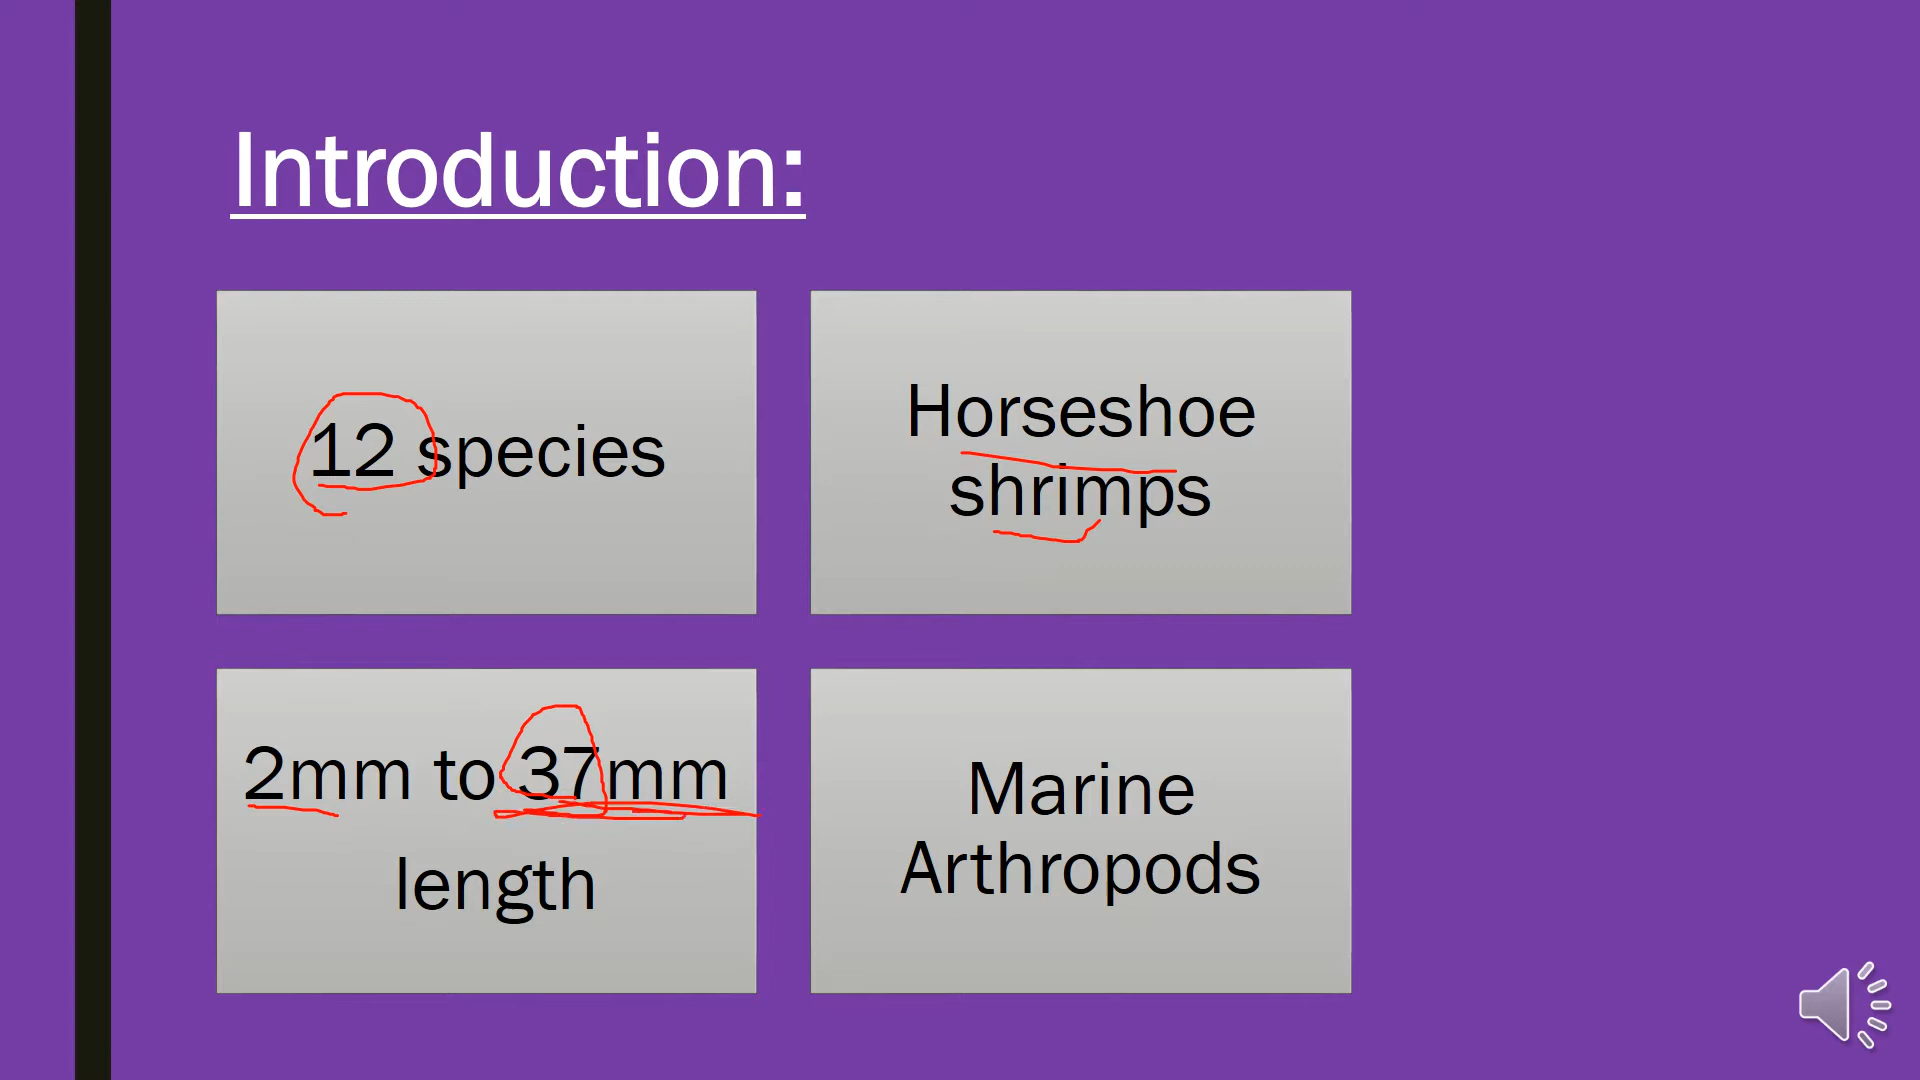 Introduction:
12 species
Horseshoe
shrimps
2mm to 37mm
length
Marine
Arthropods